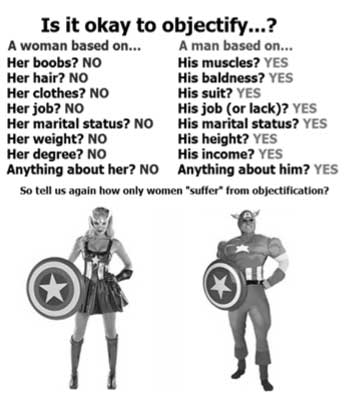 Is it okay to objectify...?
A woman based on... A man based on...
Her boobs? NO His muscles? YES
Her hair? NO His baldness? YES
Her clothes? NO His suit? YES
Her job? NO His job (or lack)? YES
Her marital status? NO His marital status? YES
Her weight? NO His height? YES
Her degree? NO His income? YES
Anything about her? NO Anything about him? YES
So tell us again how only women "suffer" from objectification?